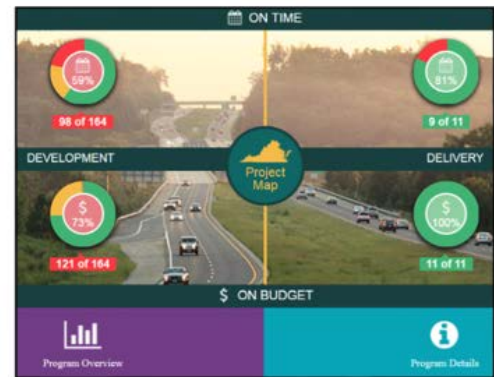 ON TIME
59%
98 of 164
81%
9 of 11
DEVELOPMENT
Project
Map
DELIVERY
$
73%
121 of 164
$
100%
11 of 11
$ ON BUDGET
Program Overview
Program Details